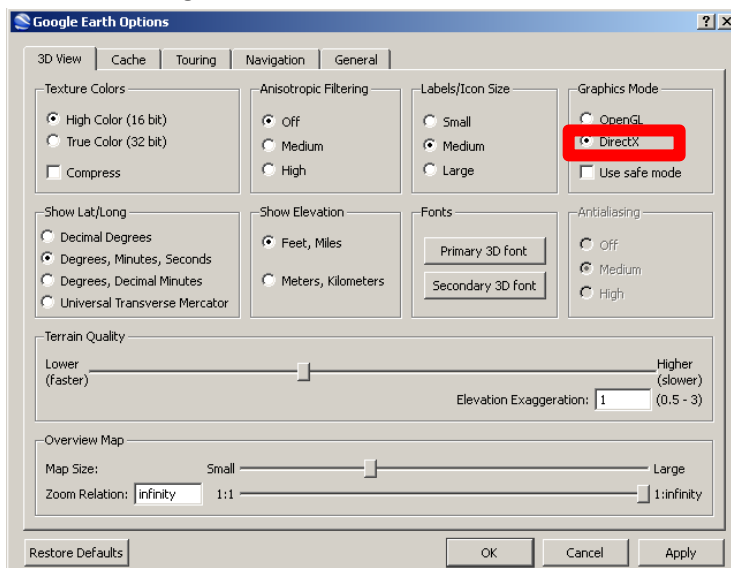 Google Earth Options
3D View Cache Touring Navigation General
Texture Colors
High Color (16 bit)
True Color (32 bit)
Compress
Anisotropic Filtering
Off
Medium
High
Labels/Icon Size
Small
Medium
Large
Graphics Mode
OpenGL
DirectX
Use safe mode
Show Lat/Long
Decimal Degrees
Degrees, Minutes, Seconds
Degrees, Decimal Minutes
Universal Transverse Mercator
Show Elevation
Feet, Miles
Meters, Kilometers
Fonts
Primary 3D font
Secondary 3D font
Antialiasing
Off
Medium
High
Terrain Quality
Lower
(faster)
Higher
(slower)
Elevation Exaggeration: 1 (0.5 - 3)
Overview Map
Map Size: Small Large
Zoom Relation: infinity 1:1 1:infinity
Restore Defaults OK Cancel Apply